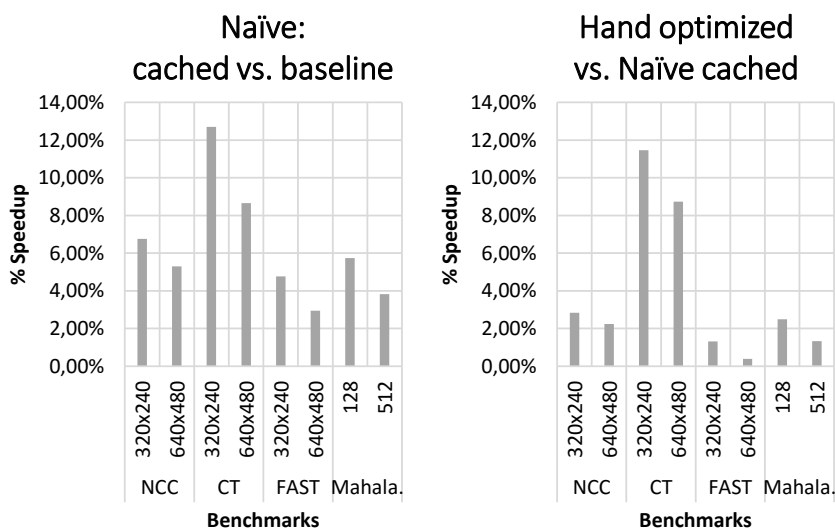 Naïve:
cached vs. baseline
14,00%
12,00%
10,00%
8,00%
6,00%
4,00%
2,00%
0,00%
% Speedup
320x240
640x480
320x240
640x480
320x240
640x480
128
512
NCC
CT
FAST
Mahala.
Benchmarks
Hand optimized
vs. Naïve cached
14,00%
12,00%
10,00%
8,00%
6,00%
4,00%
2,00%
0,00%
% Speedup
320x240
640x480
320x240
640x480
320x240
640x480
128
512
NCC
CT
FAST
Mahala.
Benchmarks